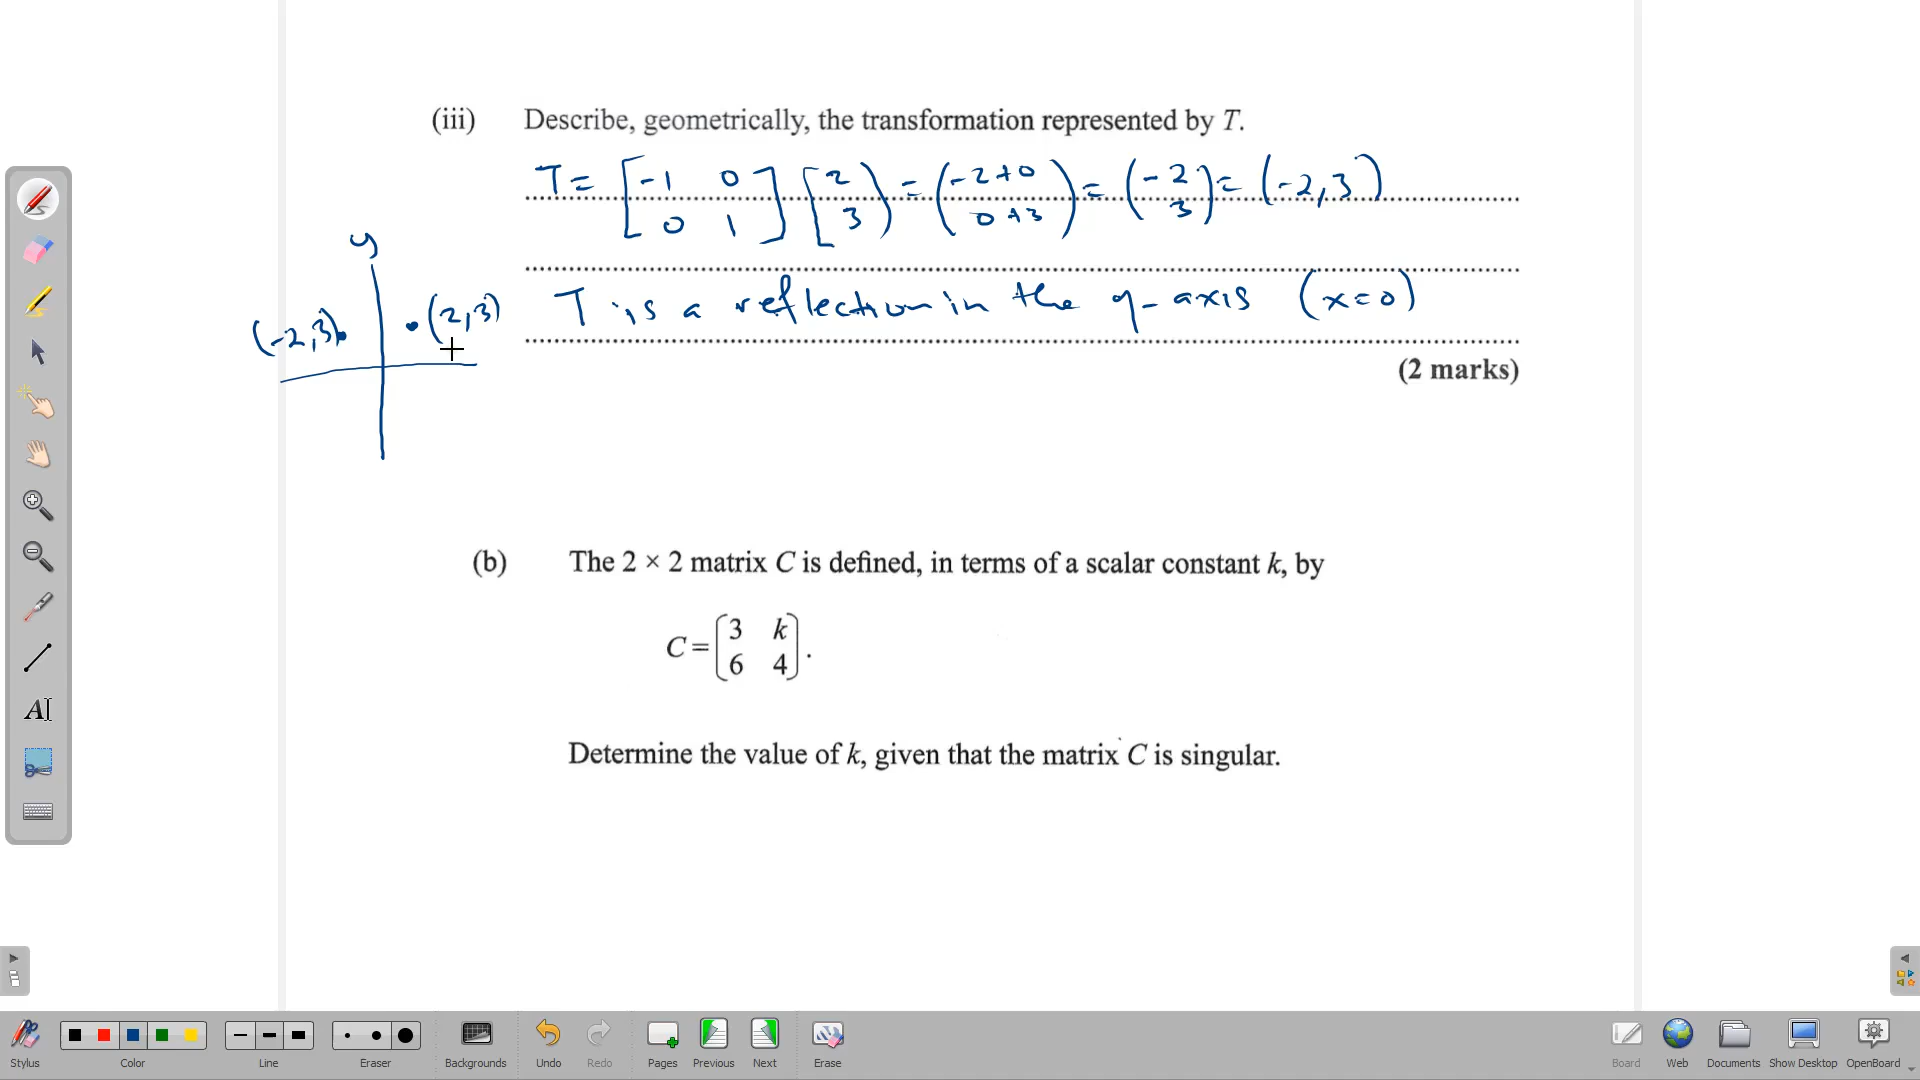 (iii) Describe, geometrically, the transformation represented by T.
T = [-1 0 0 1] [2 3) = (-2+0 0+3) = (-2 3) = (-2,3)
y
T is a reflection in the y-axis (x=0)
(-2,3) (2,3)
(2 marks)
(b) The 2 × 2 matrix C is defined, in terms of a scalar constant k, by
C = [3 k 6 4].
Determine the value of k, given that the matrix C is singular.
Stylus Color Line Eraser Backgrounds Undo Redo Pages Previous Next Erase Board Web Documents Show Desktop OpenBoard